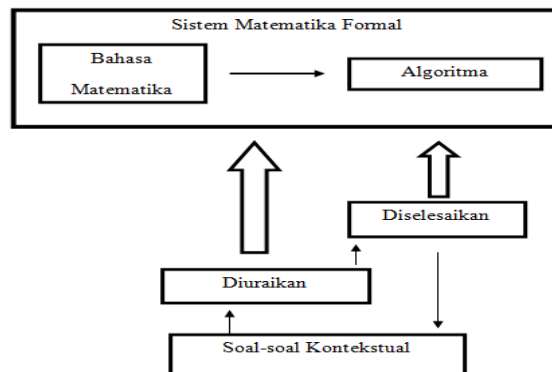 Sistem Matematika Formal
Bahasa
Matematika
Algoritma
Diselesaikan
Diuraikan
Soal-soal Kontekstual